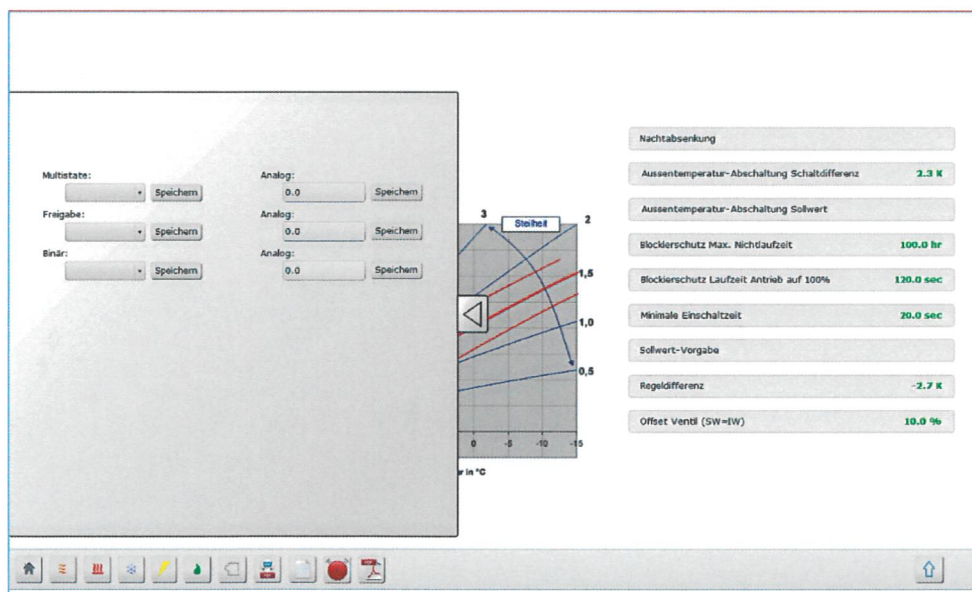 Multistate:
Speichern
Freigabe:
Speichern
Binär:
Speichern
Analog:
0.0
Speichern
Analog:
0.0
Speichern
Analog:
0.0
Speichern
3
Steilheit
2
1,5
1,0
0,5
0 -5 -10 -15
in °C
Nachtabsenkung
Aussentemperatur-Abschaltung Schaltdifferenz 2.3 K
Aussentemperatur-Abschaltung Sollwert
Blockierschutz Max. Nichtlaufzeit 100.0 hr
Blockierschutz Laufzeit Antrieb auf 100% 120.0 sec
Minimale Einschaltzeit 20.0 sec
Sollwert-Vorgabe
Regeldifferenz -2.7 K
Offset Ventil (SW=IW) 10.0 %